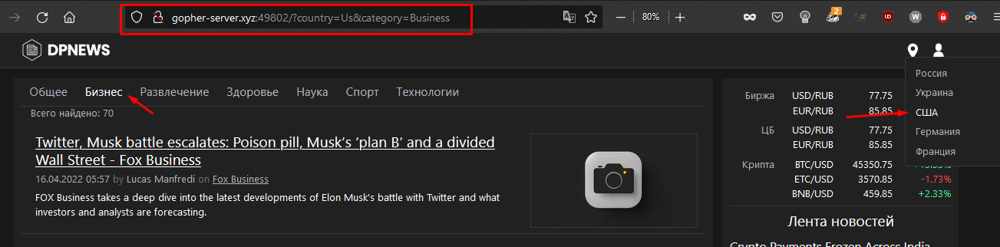 gopher-server.xyz:49802/?country=Us&category=Business
80%
2
DPNEWS
Россия
Украина
США
Германия
Франция
Общее Бизнес Развлечение Здоровье Наука Спорт Технологии
Всего найдено: 70
Twitter, Musk battle escalates: Poison pill, Musk’s ‘plan B’ and a divided
Wall Street - Fox Business
16.04.2022 05:57 by Lucas Manfredi on Fox Business
FOX Business takes a deep dive into the latest developments of Elon Musk's battle with Twitter and what
investors and analysts are forecasting.
Биржа USD/RUB 77.75
EUR/RUB 85.85
ЦБ USD/RUB 77.75
EUR/RUB 85.85
Крипта BTC/USD 45350.75
ETC/USD 3570.85 -1.73%
BNB/USD 459.85 +2.33%
Лента новостей
Crypto Payments Frozen Across India